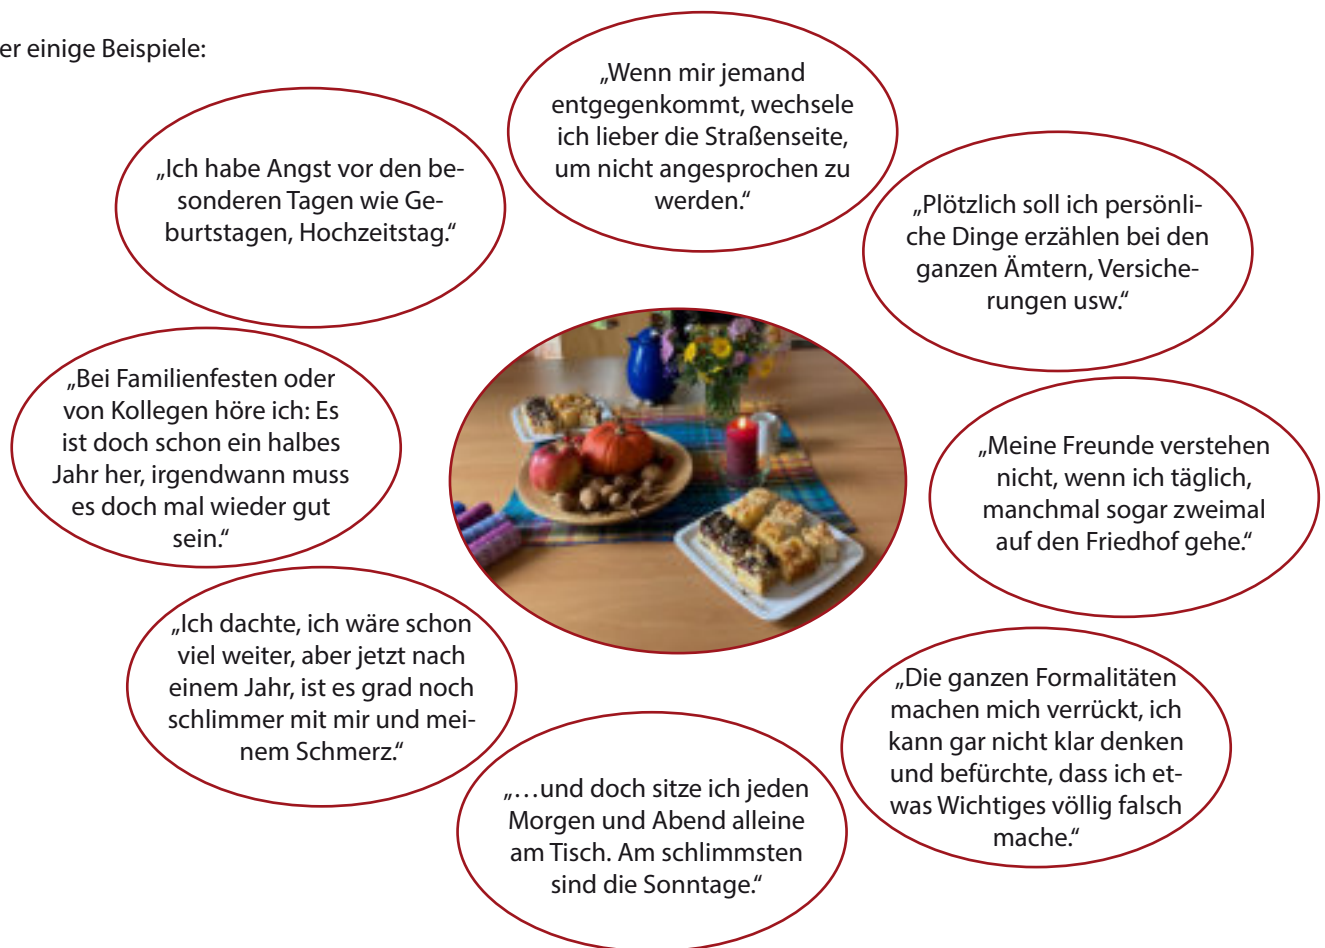 er einige Beispiele:
„Wenn mir jemand
entgegenkommt, wechsele
ich lieber die Straßenseite,
um nicht angesprochen zu
werden.“
„Ich habe Angst vor den be-
sonderen Tagen wie Ge-
burtstagen, Hochzeitstag.“
„Plötzlich soll ich persönli-
che Dinge erzählen bei den
ganzen Ämtern, Versiche-
rungen usw.“
„Bei Familienfesten oder
von Kollegen höre ich: Es
ist doch schon ein halbes
Jahr her, irgendwann muss
es doch mal wieder gut
sein.“
„Meine Freunde verstehen
nicht, wenn ich täglich,
manchmal sogar zweimal
auf den Friedhof gehe.“
„Ich dachte, ich wäre schon
viel weiter, aber jetzt nach
einem Jahr, ist es grad noch
schlimmer mit mir und mei-
nem Schmerz.“
„Die ganzen Formalitäten
machen mich verrückt, ich
kann gar nicht klar denken
und befürchte, dass ich et-
was Wichtiges völlig falsch
mache.“
„…und doch sitze ich jeden
Morgen und Abend alleine
am Tisch. Am schlimmsten
sind die Sonntage.“